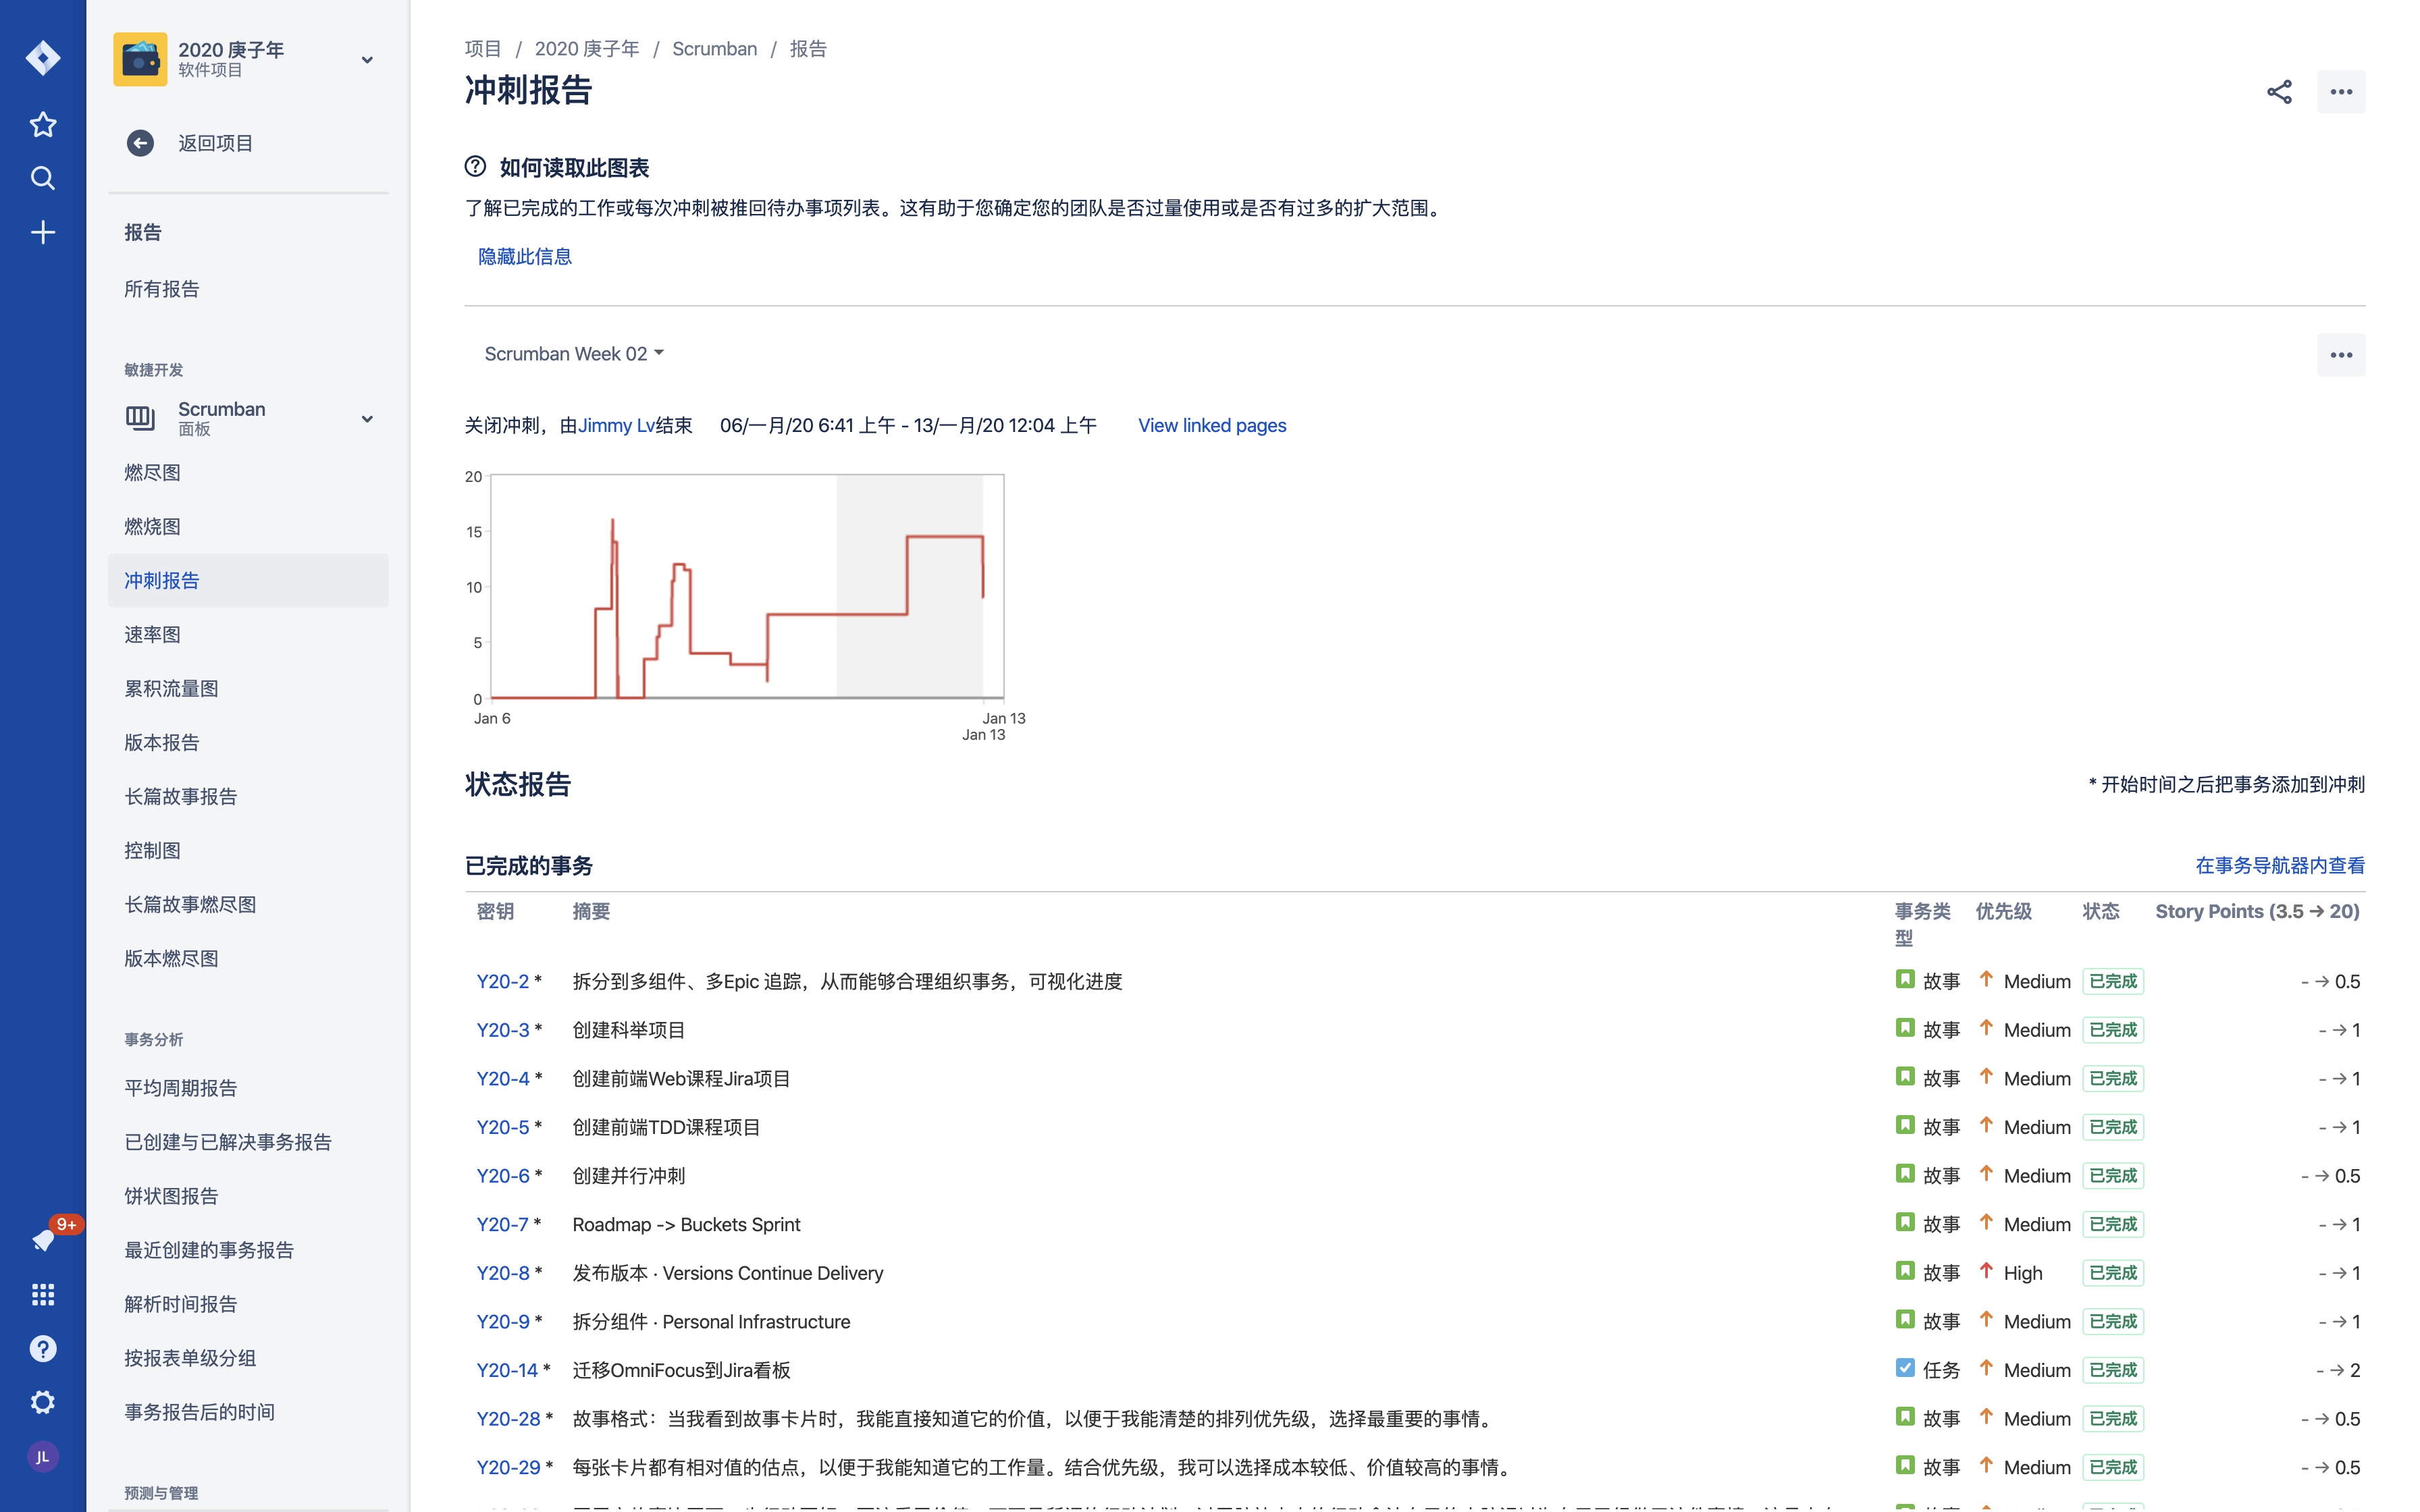 2020 庚子年
软件项目
返回项目
报告
所有报告
敏捷开发
Scrumban
面板
燃尽图
燃烧图
冲刺报告
速率图
累积流量图
版本报告
长篇故事报告
控制图
长篇故事燃尽图
版本燃尽图
事务分析
平均周期报告
已创建与已解决事务报告
饼状图报告
最近创建的事务报告
解析时间报告
按报表单级分组
事务报告后的时间
预测与管理
9+
JL
项目 / 2020 庚子年 / Scrumban / 报告
冲刺报告
如何读取此图表
了解已完成的工作或每次冲刺被推回待办事项列表。这有助于您确定您的团队是否过量使用或是否有过多的扩大范围。
隐藏此信息
Scrumban Week 02
关闭冲刺，由Jimmy Lv结束 06/一月/20 6:41 上午 - 13/一月/20 12:04 上午 View linked pages
20
15
10
5
0
Jan 6 Jan 13
Jan 13
状态报告 * 开始时间之后把事务添加到冲刺
已完成的事务 在事务导航器内查看
密钥 摘要 事务类型 优先级 状态 Story Points (3.5 → 20)
Y20-2 * 拆分到多组件、多Epic 追踪，从而能够合理组织事务，可视化进度 故事 Medium 已完成 - → 0.5
Y20-3 * 创建科举项目 故事 Medium 已完成 - → 1
Y20-4 * 创建前端Web课程Jira项目 故事 Medium 已完成 - → 1
Y20-5 * 创建前端TDD课程项目 故事 Medium 已完成 - → 1
Y20-6 * 创建并行冲刺 故事 Medium 已完成 - → 0.5
Y20-7 * Roadmap -> Buckets Sprint 故事 Medium 已完成 - → 1
Y20-8 * 发布版本 · Versions Continue Delivery 故事 High 已完成 - → 1
Y20-9 * 拆分组件 · Personal Infrastructure 故事 Medium 已完成 - → 1
Y20-14 * 迁移OmniFocus到Jira看板 任务 Medium 已完成 - → 2
Y20-28 * 故事格式：当我看到故事卡片时，我能直接知道它的价值，以便于我能清楚的排列优先级，选择最重要的事情。 故事 Medium 已完成 - → 0.5
Y20-29 * 每张卡片都有相对值的估点，以便于我能知道它的工作量。结合优先级，我可以选择成本较低、价值较高的事情。 故事 Medium 已完成 - → 0.5